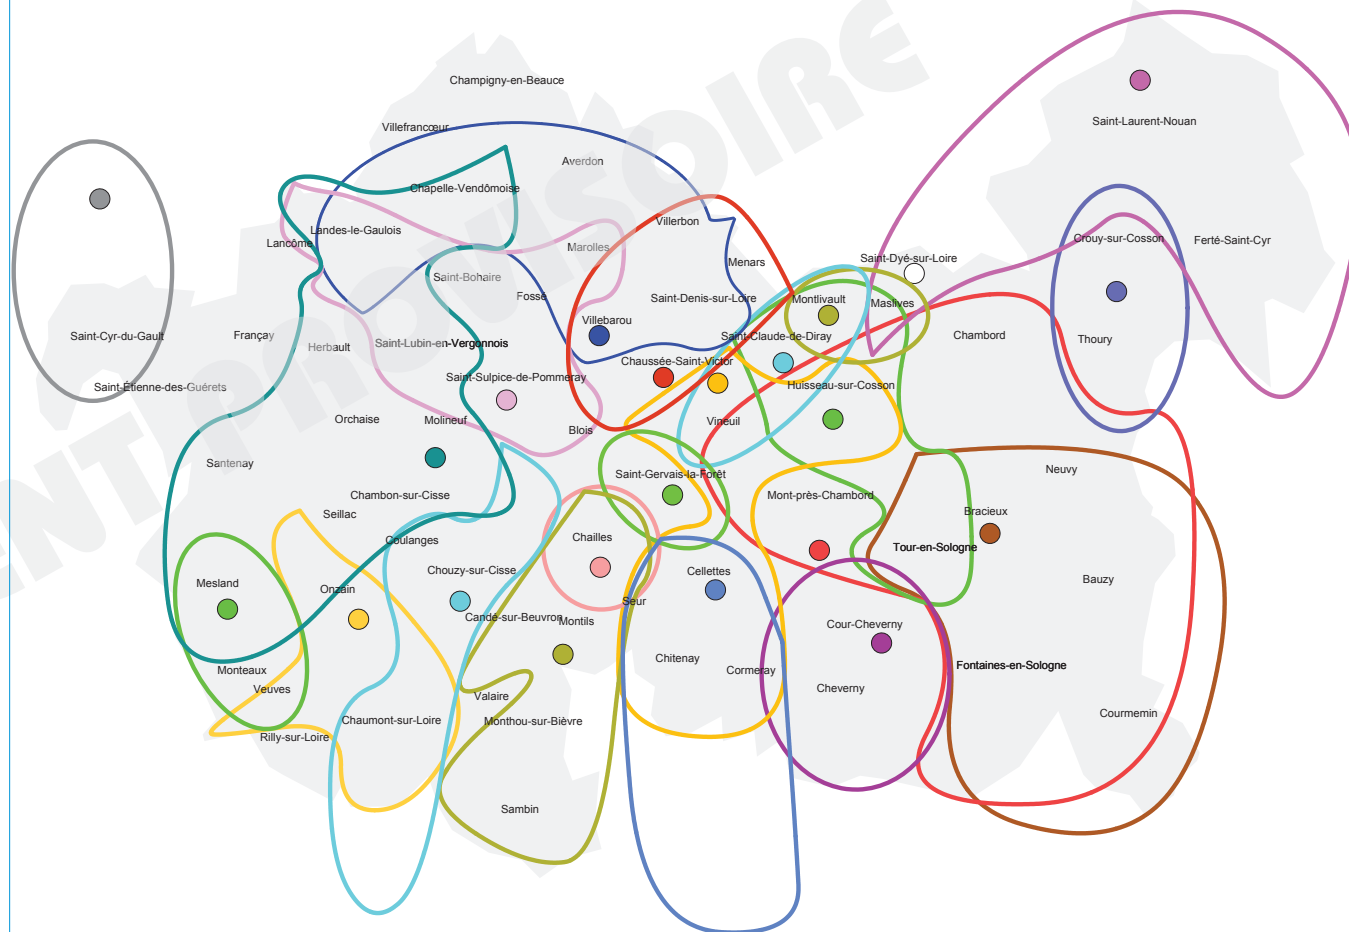 PROVISOIRE
Champigny-en-Beauce
Saint-Laurent-Nouan
Villefrancœur
Averdon
Chapelle-Vendômoise
Villerbon
Landes-le-Gaulois
Lancôme
Marolles
Crouy-sur-Cosson
Ferté-Saint-Cyr
Menars
Saint-Dyé-sur-Loire
Saint-Bohaire
Fossé
Saint-Denis-sur-Loire
Montlivault
Maslives
Villebarou
Saint-Cyr-du-Gault
Françay
Herbault
Saint-Lubin-en-Vergonnois
Saint-Claude-de-Diray
Chambord
Thoury
Chaussée-Saint-Victor
Saint-Sulpice-de-Pommeray
Saint-Étienne-des-Guérets
Huisseau-sur-Cosson
Orchaise
Molineuf
Blois
Vineuil
Santenay
Saint-Gervais-la-Forêt
Neuvy
Chambon-sur-Cisse
Mont-près-Chambord
Seillac
Bracieux
Coulanges
Chailles
Tour-en-Sologne
Mesland
Onzain
Chouzy-sur-Cisse
Cellettes
Bauzy
Seur
Candé-sur-Beuvron
Montils
Cour-Cheverny
Monteaux
Chitenay
Cormeray
Fontaines-en-Sologne
Veuves
Cheverny
Valaire
Chaumont-sur-Loire
Monthou-sur-Bièvre
Courmemin
Rilly-sur-Loire
Sambin